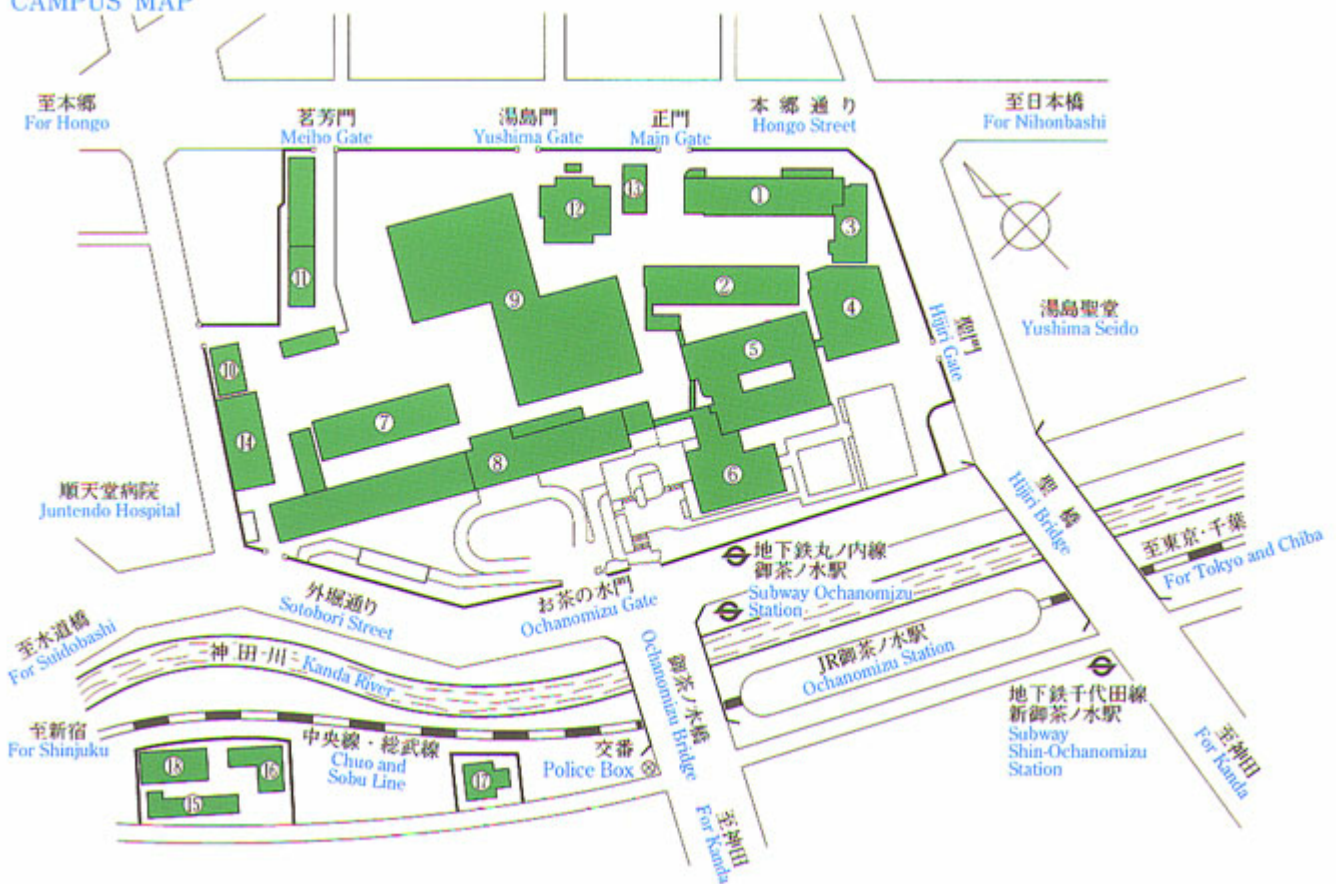 CAMPUS MAP
至本郷
For Hongo
茗芳門
Meiho Gate
湯島門
Yushima Gate
正門
Main Gate
本郷通り
Hongo Street
至日本橋
For Nihonbashi
⑪
⑫
⑬
①
③
②
④
⑨
⑤
湯島聖堂
Yushima Seido
聖門
Hijiri Gate
⑩
⑭
⑦
⑧
⑥
順天堂病院
Juntendo Hospital
聖橋
Hijiri Bridge
至東京・千葉
For Tokyo and Chiba
地下鉄丸ノ内線
御茶ノ水駅
Subway Ochanomizu
Station
外堀通り
Sotobori Street
お茶の水門
Ochanomizu Gate
至水道橋
For Suidobashi
神田川
Kanda River
御茶ノ水橋
Ochanomizu Bridge
JR御茶ノ水駅
Ochanomizu Station
地下鉄千代田線
新御茶ノ水駅
Subway
Shin-Ochanomizu
Station
至神田
For Kanda
至新宿
For Shinjuku
中央線・総武線
Chuo and
Sobu Line
交番
Police Box
⑱
⑯
⑮
⑰
至神田
For Kanda